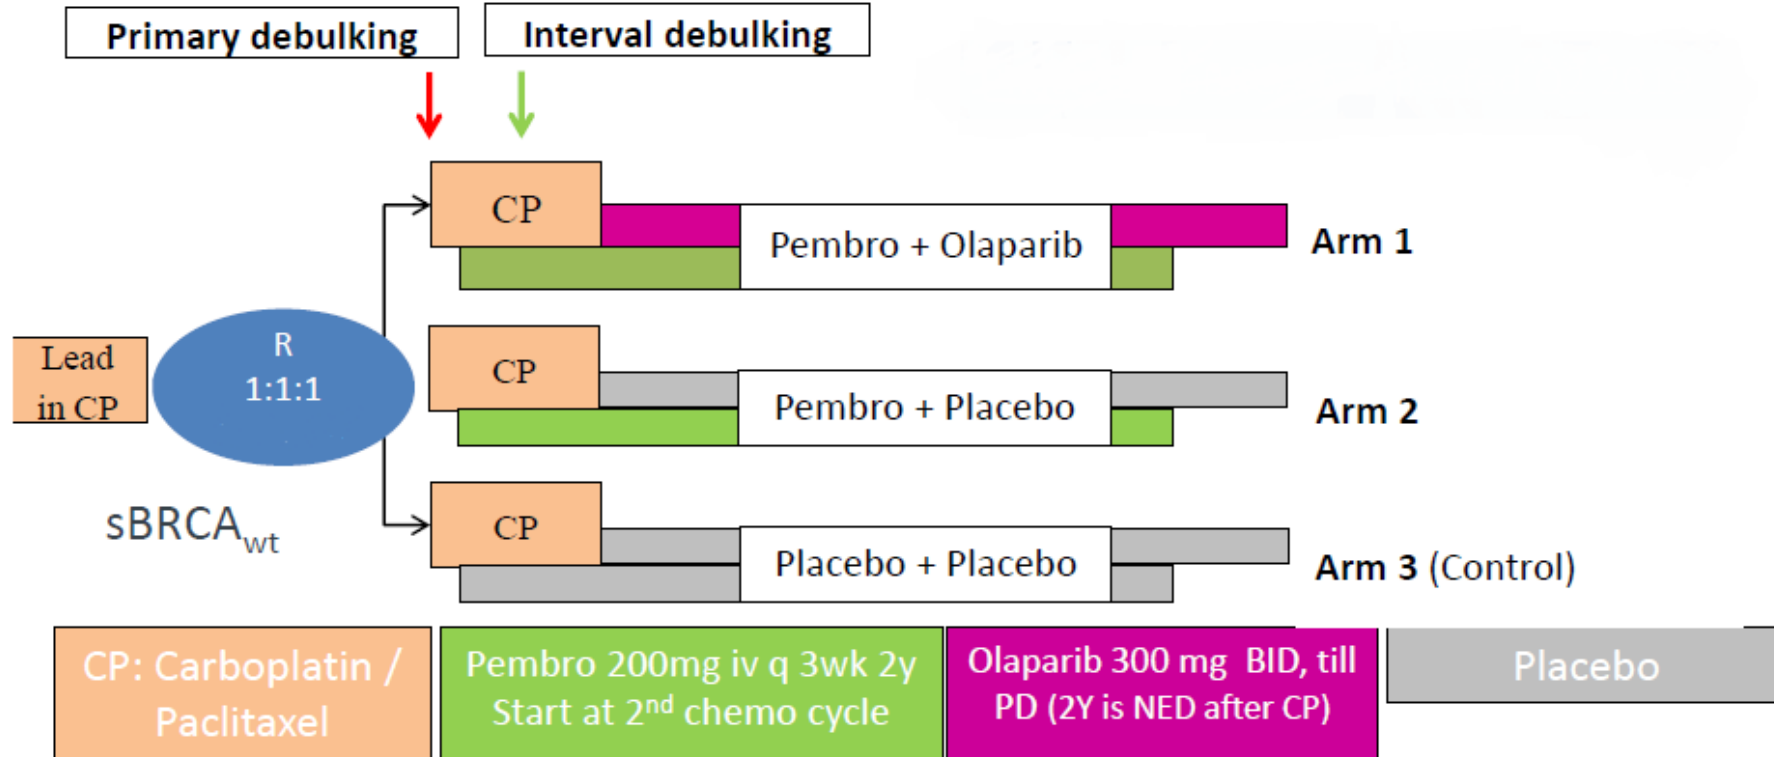 Primary debulking
Interval debulking
CP
Pembro + Olaparib
Arm 1
Lead
in CP
R
1:1:1
CP
Pembro + Placebo
Arm 2
sBRCAwt
CP
Placebo + Placebo
Arm 3 (Control)
CP: Carboplatin /
Paclitaxel
Pembro 200mg iv q 3wk 2y
Start at 2nd chemo cycle
Olaparib 300 mg BID, till
PD (2Y is NED after CP)
Placebo